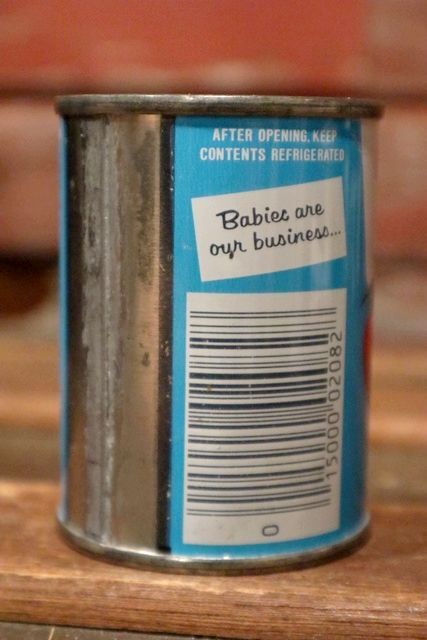 AFTER OPENING, KEEP
CONTENTS REFRIGERATED
Babies are
our business...
15000 02082
0